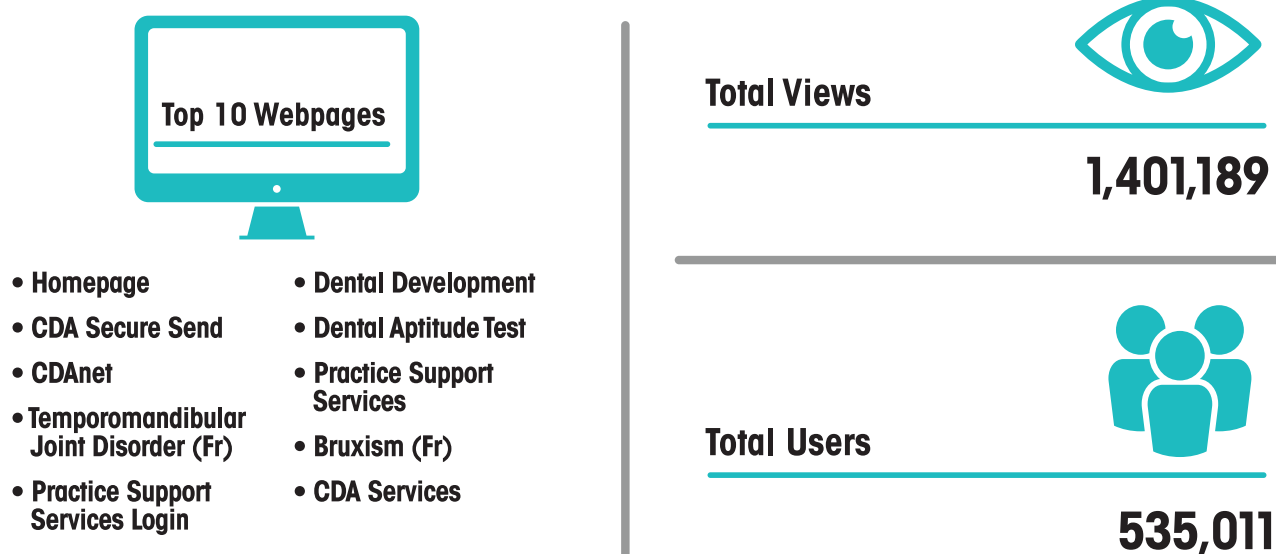 Top 10 Webpages
• Homepage
• CDA Secure Send
• CDAnet
• Temporomandibular
Joint Disorder (Fr)
• Practice Support
Services Login
• Dental Development
• Dental Aptitude Test
• Practice Support
Services
• Bruxism (Fr)
• CDA Services
Total Views
1,401,189
Total Users
535,011